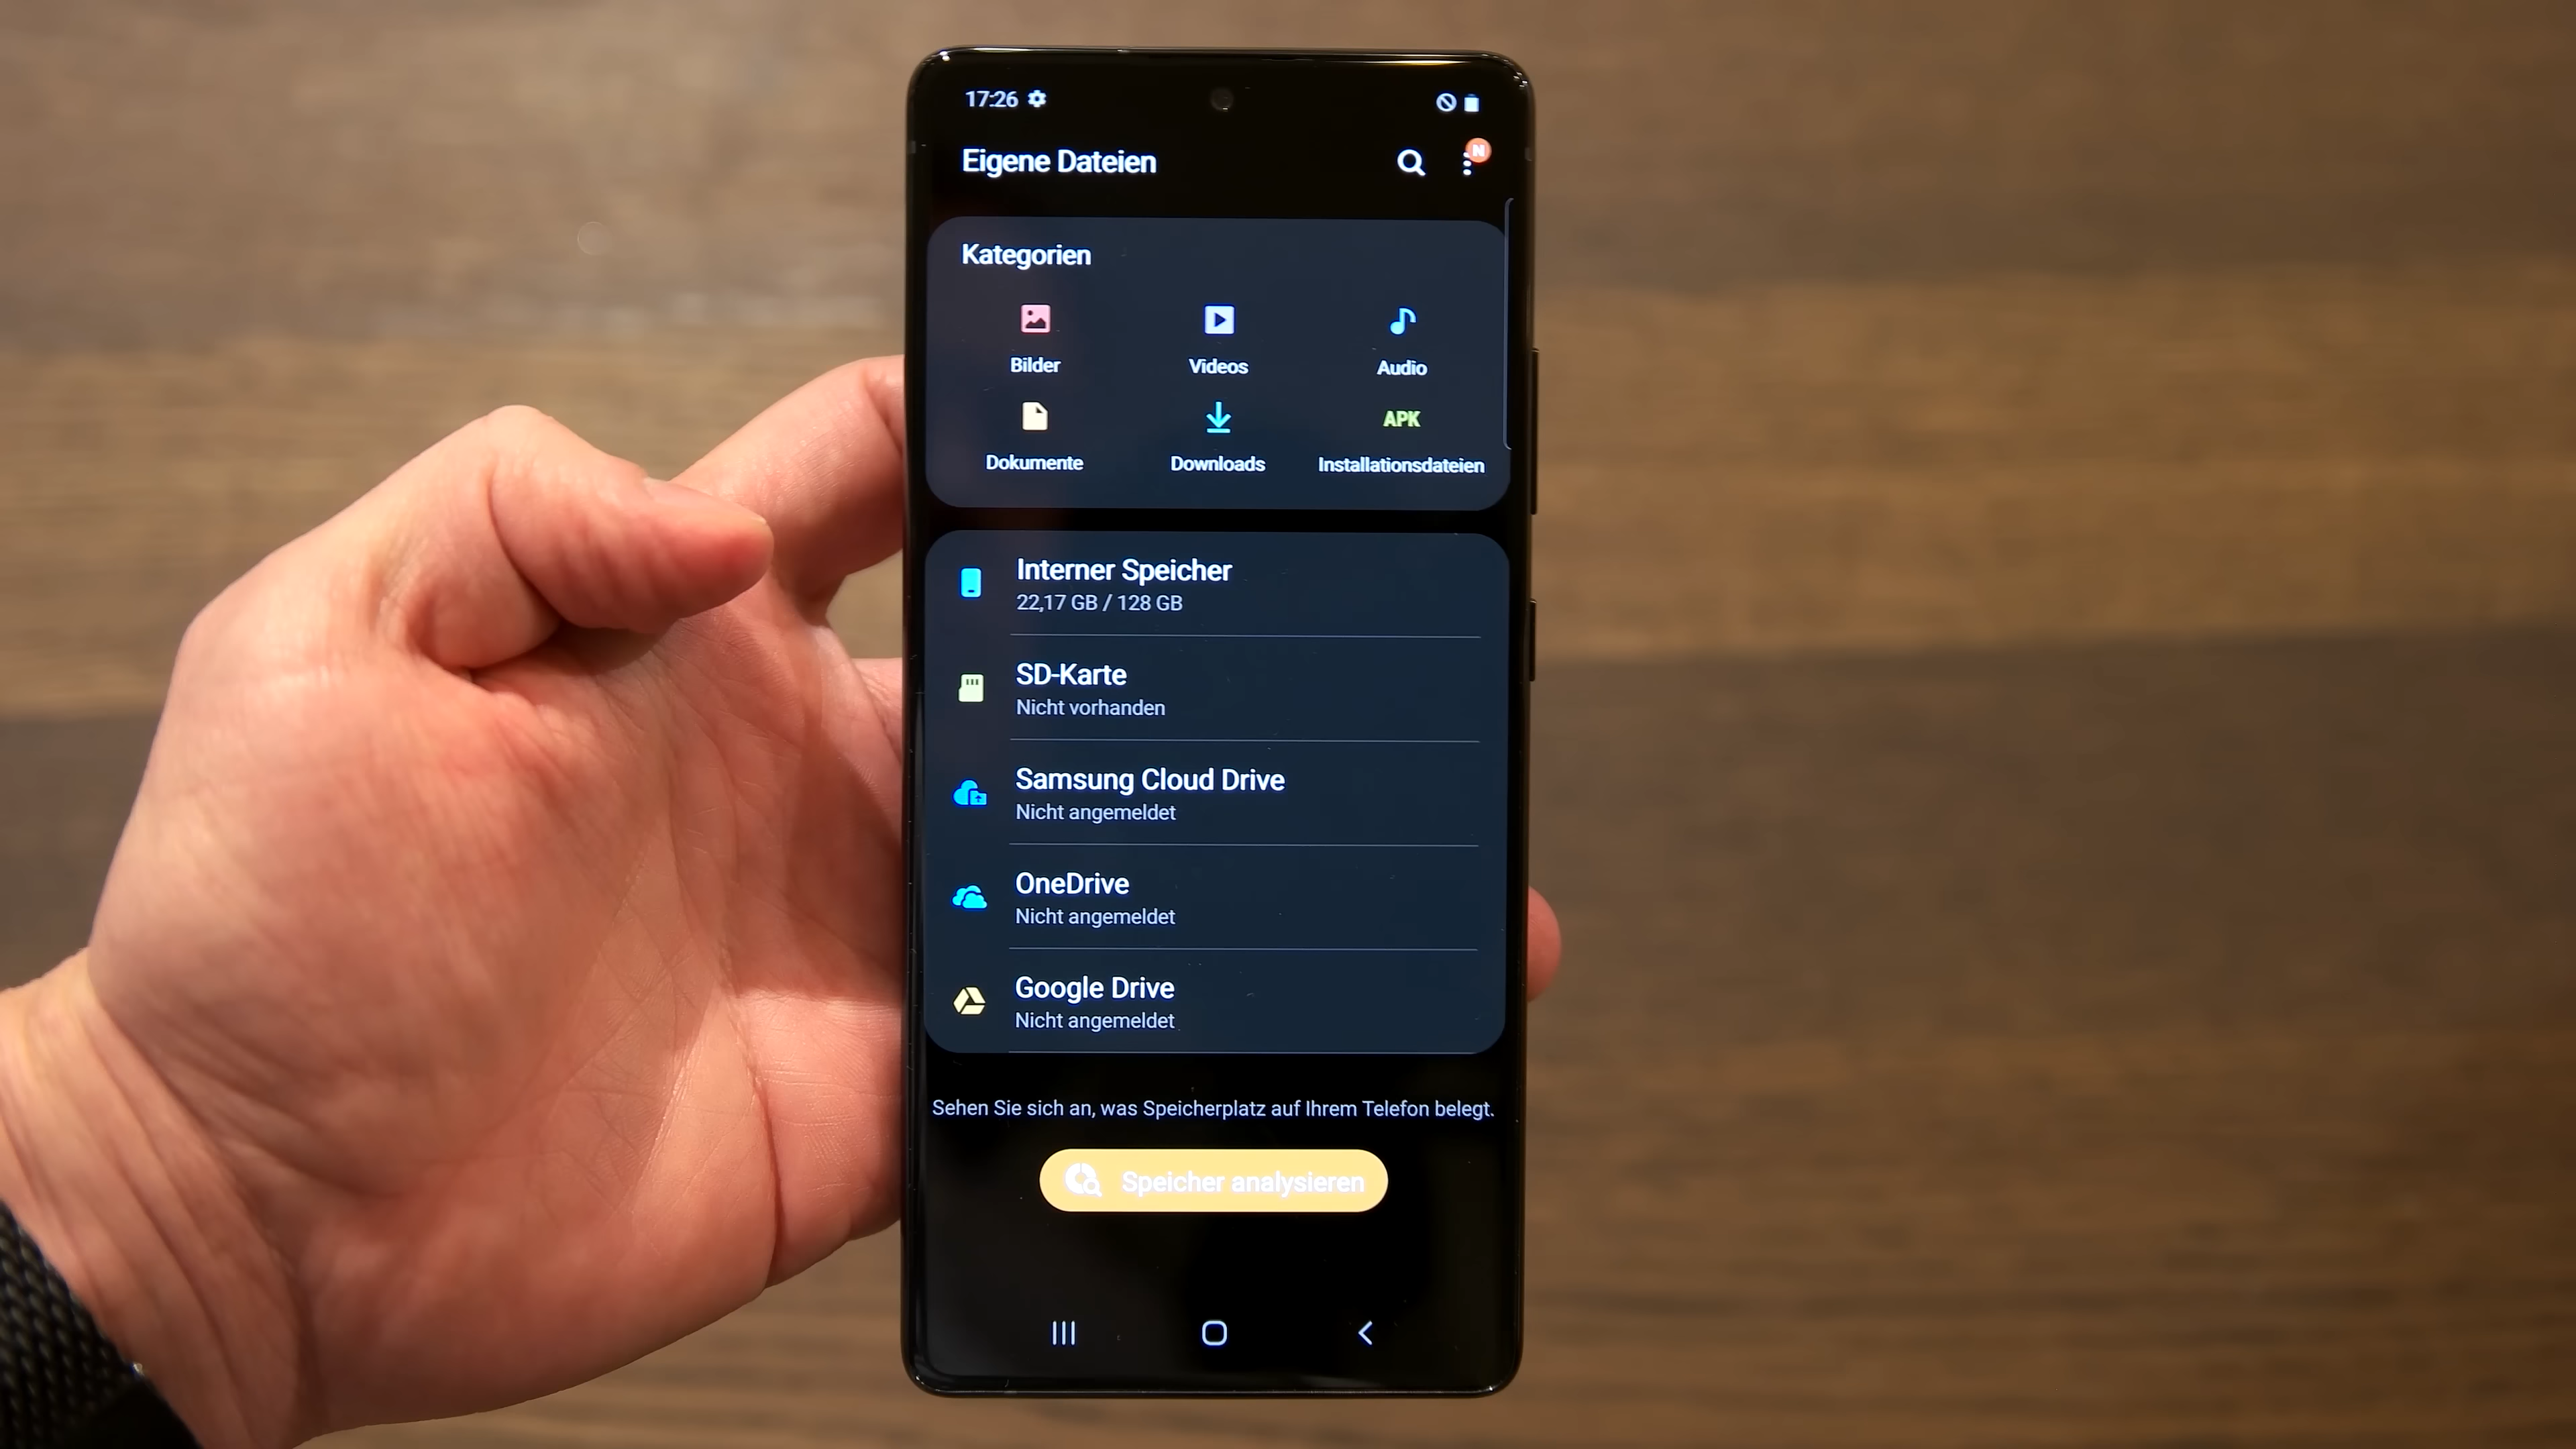 17:26
Eigene Dateien
N
Kategorien
Bilder
Videos
Audio
APK
Dokumente
Downloads
Installationsdateien
Interner Speicher
22,17 GB / 128 GB
SD-Karte
Nicht vorhanden
Samsung Cloud Drive
Nicht angemeldet
OneDrive
Nicht angemeldet
Google Drive
Nicht angemeldet
Sehen Sie sich an, was Speicherplatz auf Ihrem Telefon belegt.
Speicher analysieren